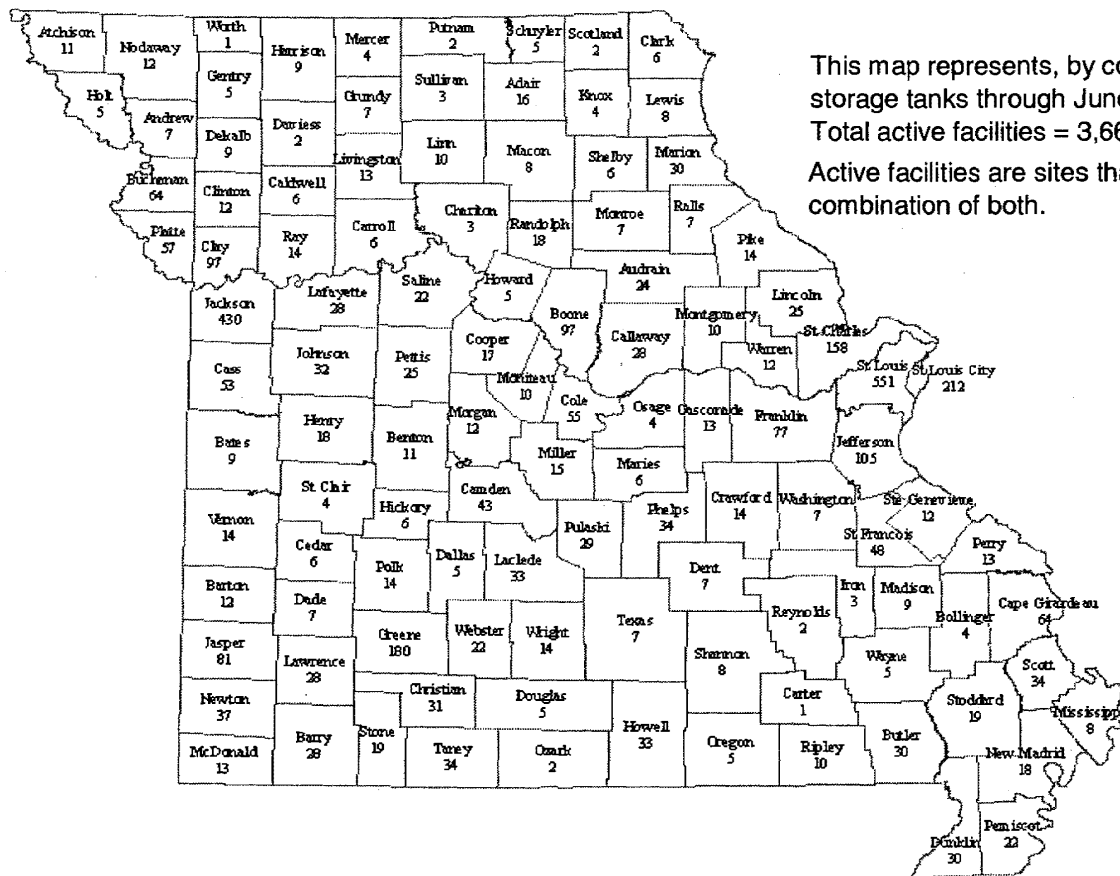 This map represents, by co
storage tanks through June
Total active facilities = 3,66
Active facilities are sites tha
combination of both.
Atchison
11
Nodaway
12
Worth
1
Harrison
9
Mercer
4
Putnam
2
Schuyler
5
Scotland
2
Clark
6
Holt
5
Andrew
7
Gentry
5
Dekalb
9
Daviess
2
Grundy
7
Sullivan
3
Adair
16
Knox
4
Lewis
8
Buchanan
64
Clinton
12
Caldwell
6
Livingston
13
Linn
10
Macon
8
Shelby
6
Marion
30
Platte
57
Clay
97
Ray
14
Carroll
6
Chariton
3
Randolph
18
Monroe
7
Ralls
7
Pike
14
Jackson
430
Lafayette
28
Saline
22
Howard
5
Boone
97
Audrain
24
Callaway
28
Montgomery
10
Lincoln
25
Warren
12
St Charles
158
St Louis
551
St Louis City
212
Cass
53
Johnson
32
Pettis
25
Cooper
17
Moniteau
10
Cole
55
Osage
4
Gasconade
13
Franklin
77
Jefferson
105
Bates
9
Henry
18
Benton
11
Morgan
12
Miller
15
Maries
6
Vernon
14
St Clair
4
Hickory
6
Camden
43
Pulaski
29
Phelps
34
Crawford
14
Washington
7
Ste Genevieve
12
St Francois
48
Perry
13
Cedar
6
Polk
14
Dallas
5
Laclede
33
Dent
7
Iron
3
Madison
9
Bollinger
4
Cape Girardeau
64
Barton
12
Dade
7
Greene
180
Webster
22
Wright
14
Texas
7
Reynolds
2
Shannon
8
Wayne
5
Scott
34
Mississipp
8
Jasper
81
Lawrence
28
Christian
31
Douglas
5
Howell
33
Carter
1
Stoddard
19
Newton
37
McDonald
13
Barry
28
Stone
19
Taney
34
Ozark
2
Oregon
5
Ripley
10
Butler
30
New Madrid
18
Dunklin
30
Pemiscot
22